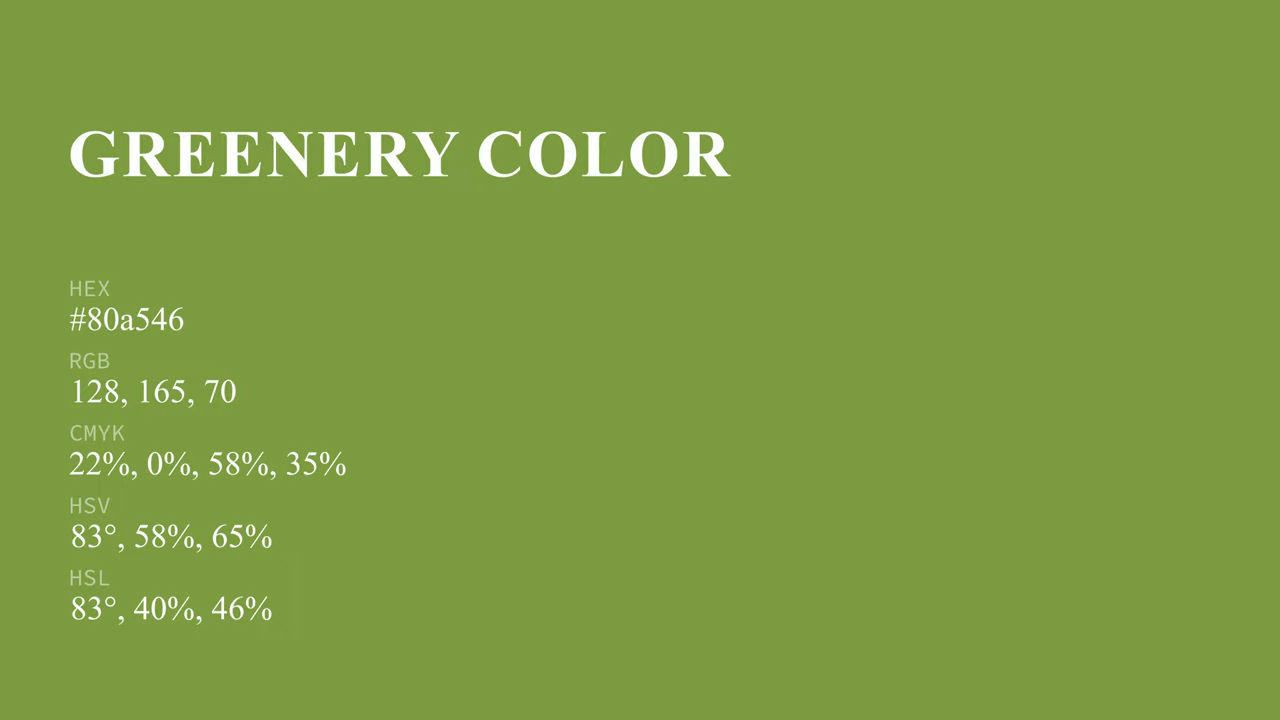 GREENERY COLOR
HEX
#80a546
RGB
128, 165, 70
CMYK
22%, 0%, 58%, 35%
HSV
83°, 58%, 65%
HSL
83°, 40%, 46%